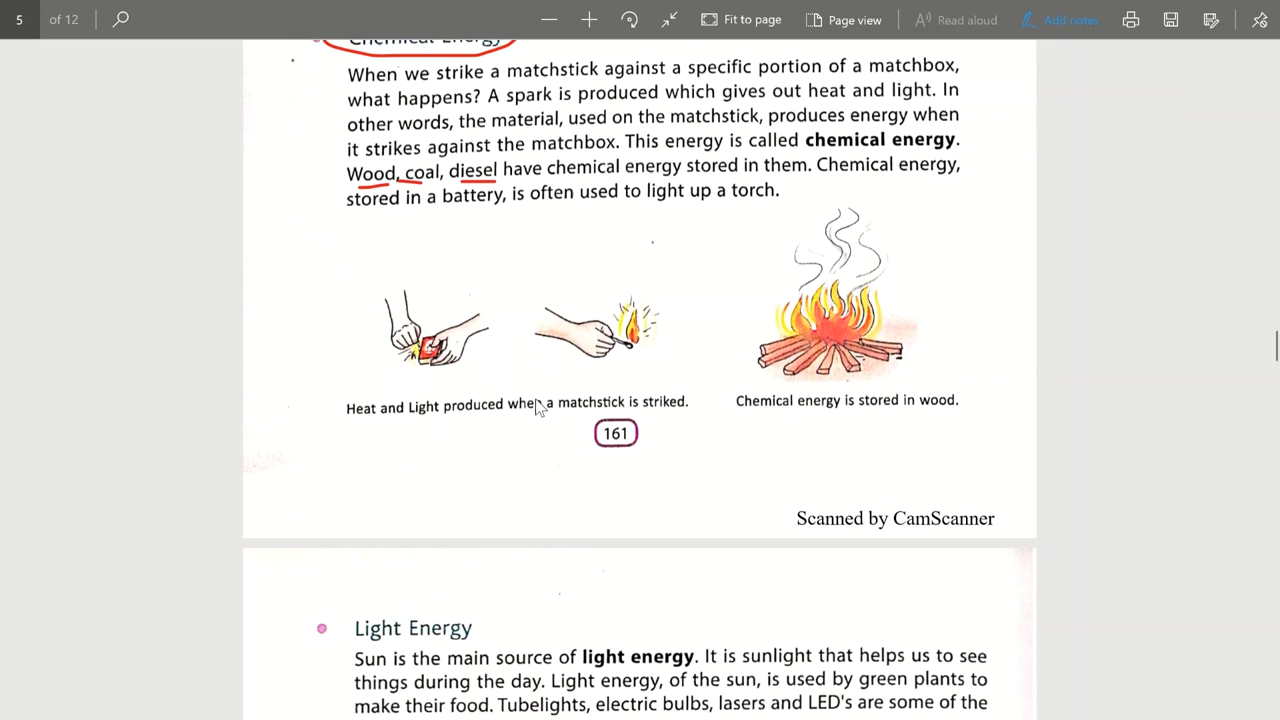 5 of 12 Fit to page Page view Read aloud Add notes
Chemical Energy
When we strike a matchstick against a specific portion of a matchbox,
what happens? A spark is produced which gives out heat and light. In
other words, the material, used on the matchstick, produces energy when
it strikes against the matchbox. This energy is called chemical energy.
Wood, coal, diesel have chemical energy stored in them. Chemical energy,
stored in a battery, is often used to light up a torch.
Heat and Light produced when a matchstick is striked.
Chemical energy is stored in wood.
161
Scanned by CamScanner
Light Energy
Sun is the main source of light energy. It is sunlight that helps us to see
things during the day. Light energy, of the sun, is used by green plants to
make their food. Tubelights, electric bulbs, lasers and LED's are some of the